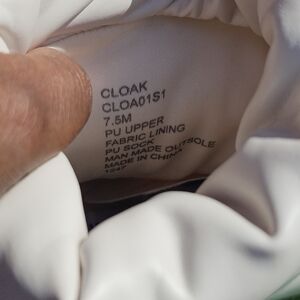 CLOAK
CLOA01S1
7.5M
PU UPPER
FABRIC LINING
PU SOCK
MAN MADE OUTSOLE
MADE IN CHINA